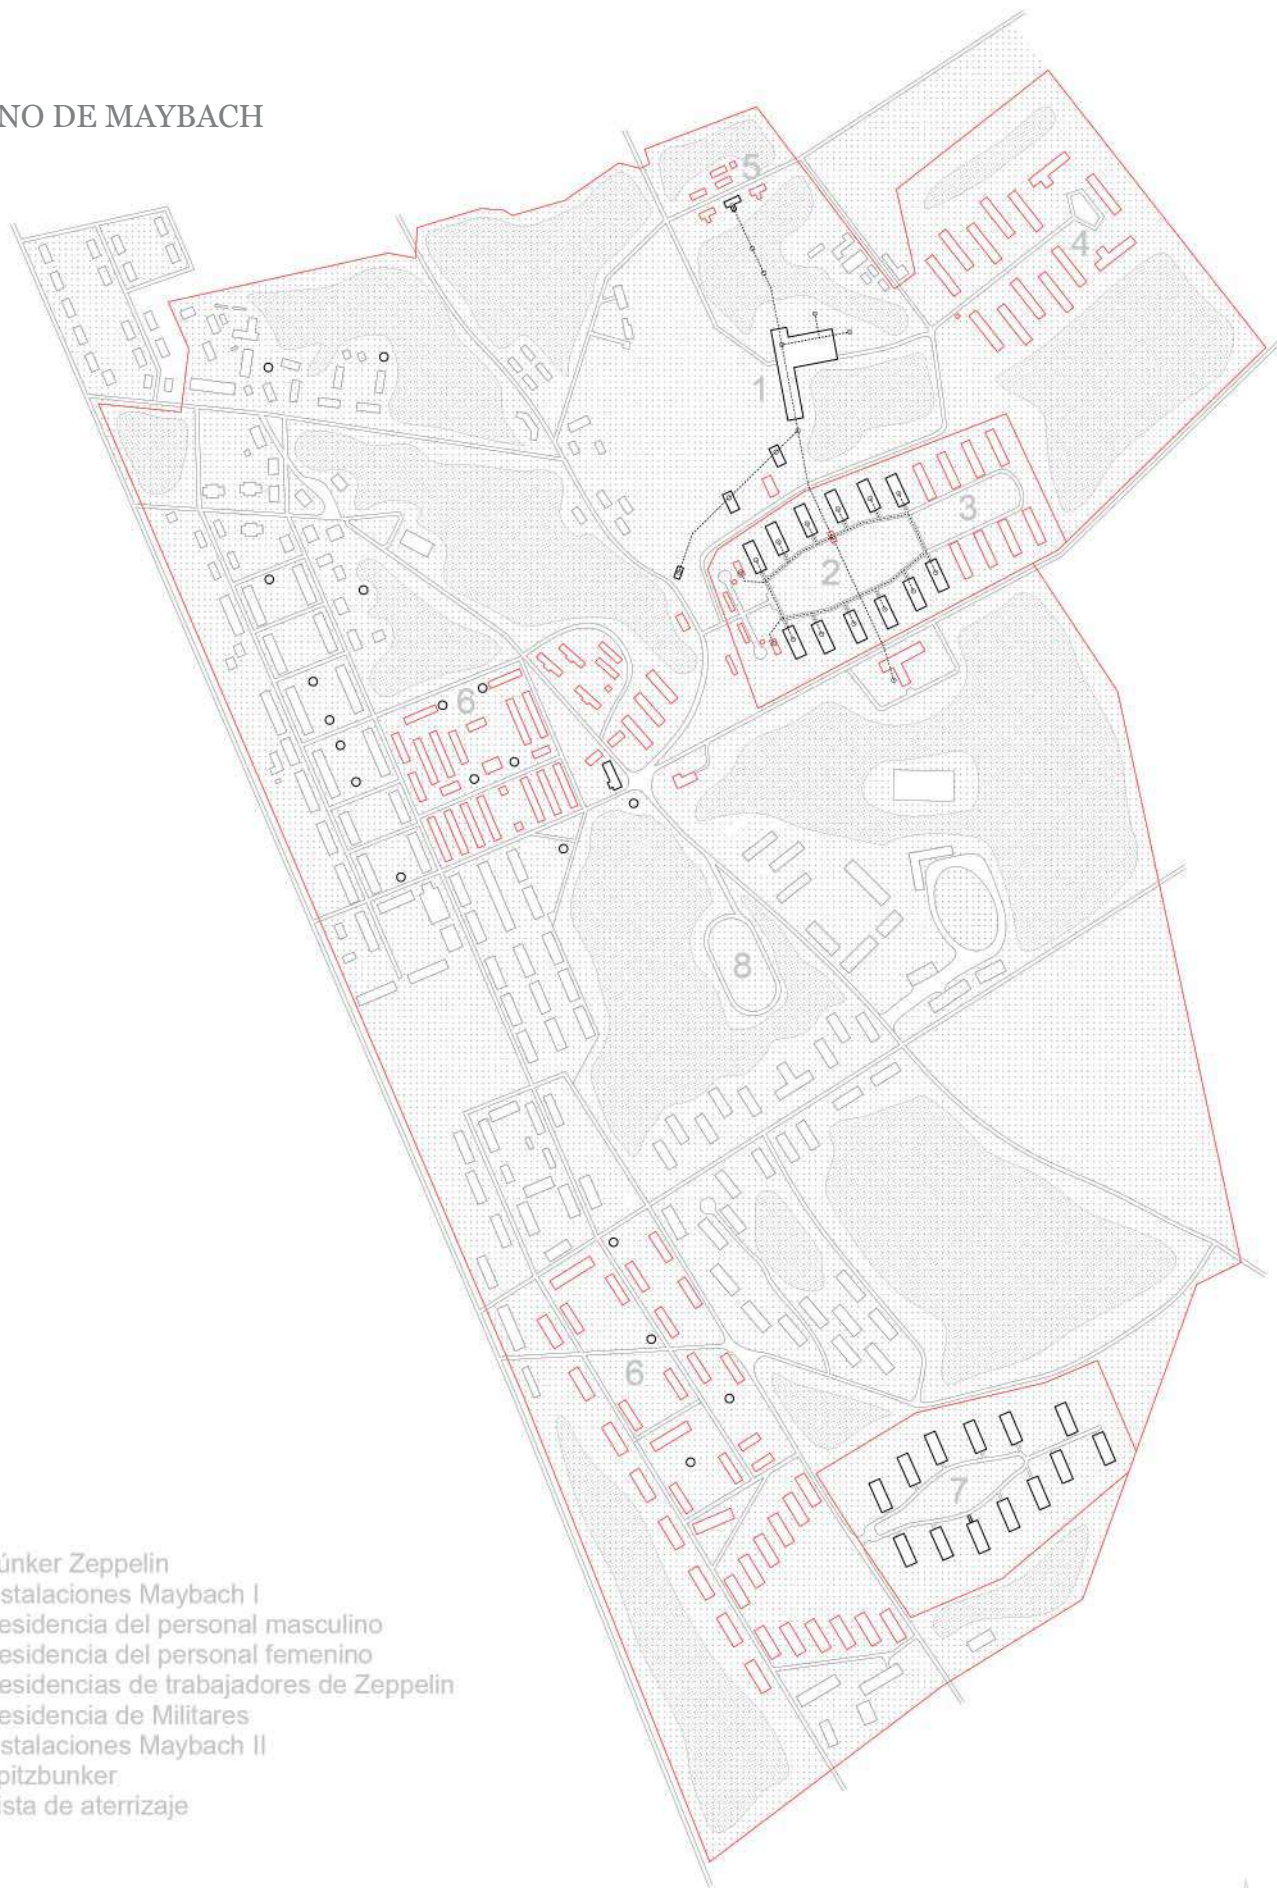 NO DE MAYBACH
5
4
1
3
2
6
8
6
7
únker Zeppelin
stalaciones Maybach I
esidencia del personal masculino
esidencia del personal femenino
esidencias de trabajadores de Zeppelin
esidencia de Militares
stalaciones Maybach II
pitzbunker
ista de aterrizaje